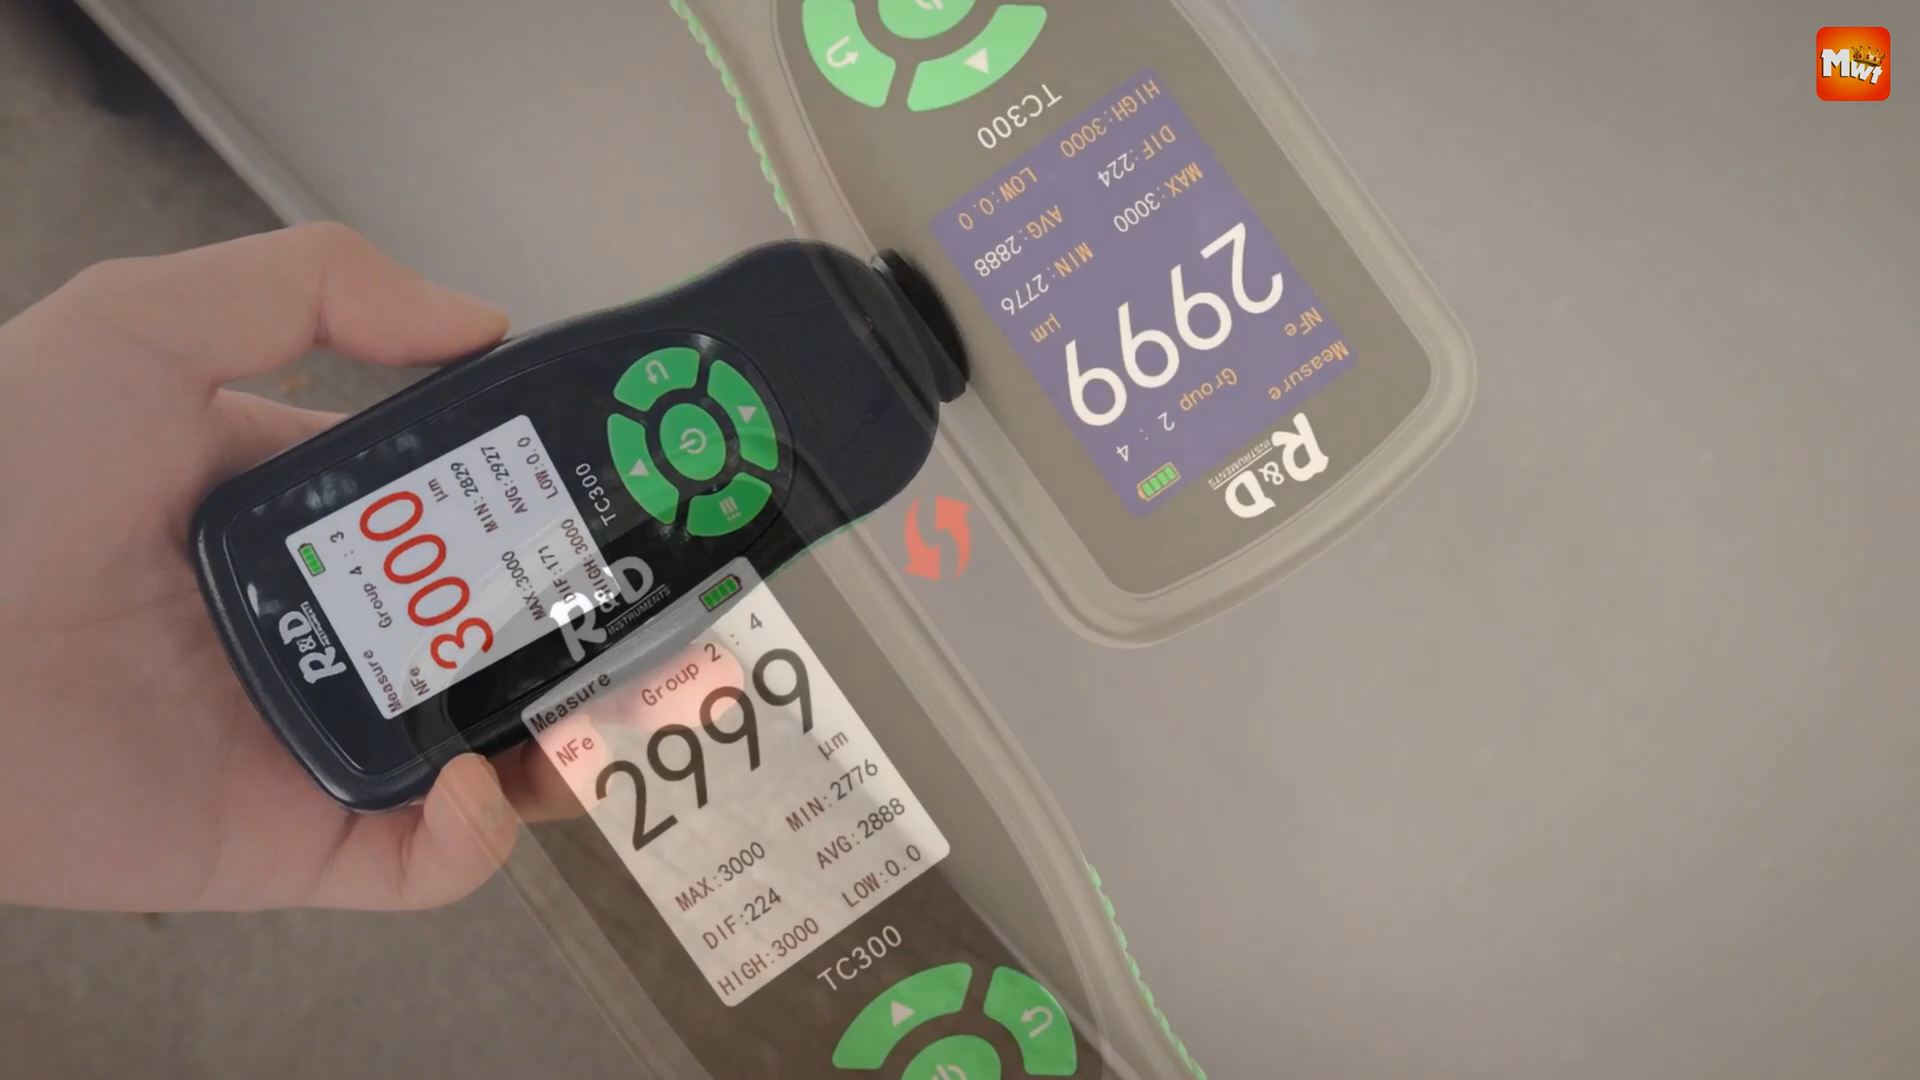 Mwt
TC300
HIGH:3000
LOW:0.0
DIF:224
AVG:2888
MAX:3000
MIN:2776
2999
µm
NFe
Group 2 : 4
Measure
R&D
INSTRUMENTS
R&D
INSTRUMENTS
Measure
Group 4 : 3
NFe
3000
µm
MAX:3000
MIN:2829
DIF:171
AVG:2927
HIGH:3000
LOW:0.0
TC300
R&D
INSTRUMENTS
Measure
Group 2 : 4
NFe
2999
µm
MAX:3000
MIN:2776
DIF:224
AVG:2888
HIGH:3000
LOW:0.0
TC300